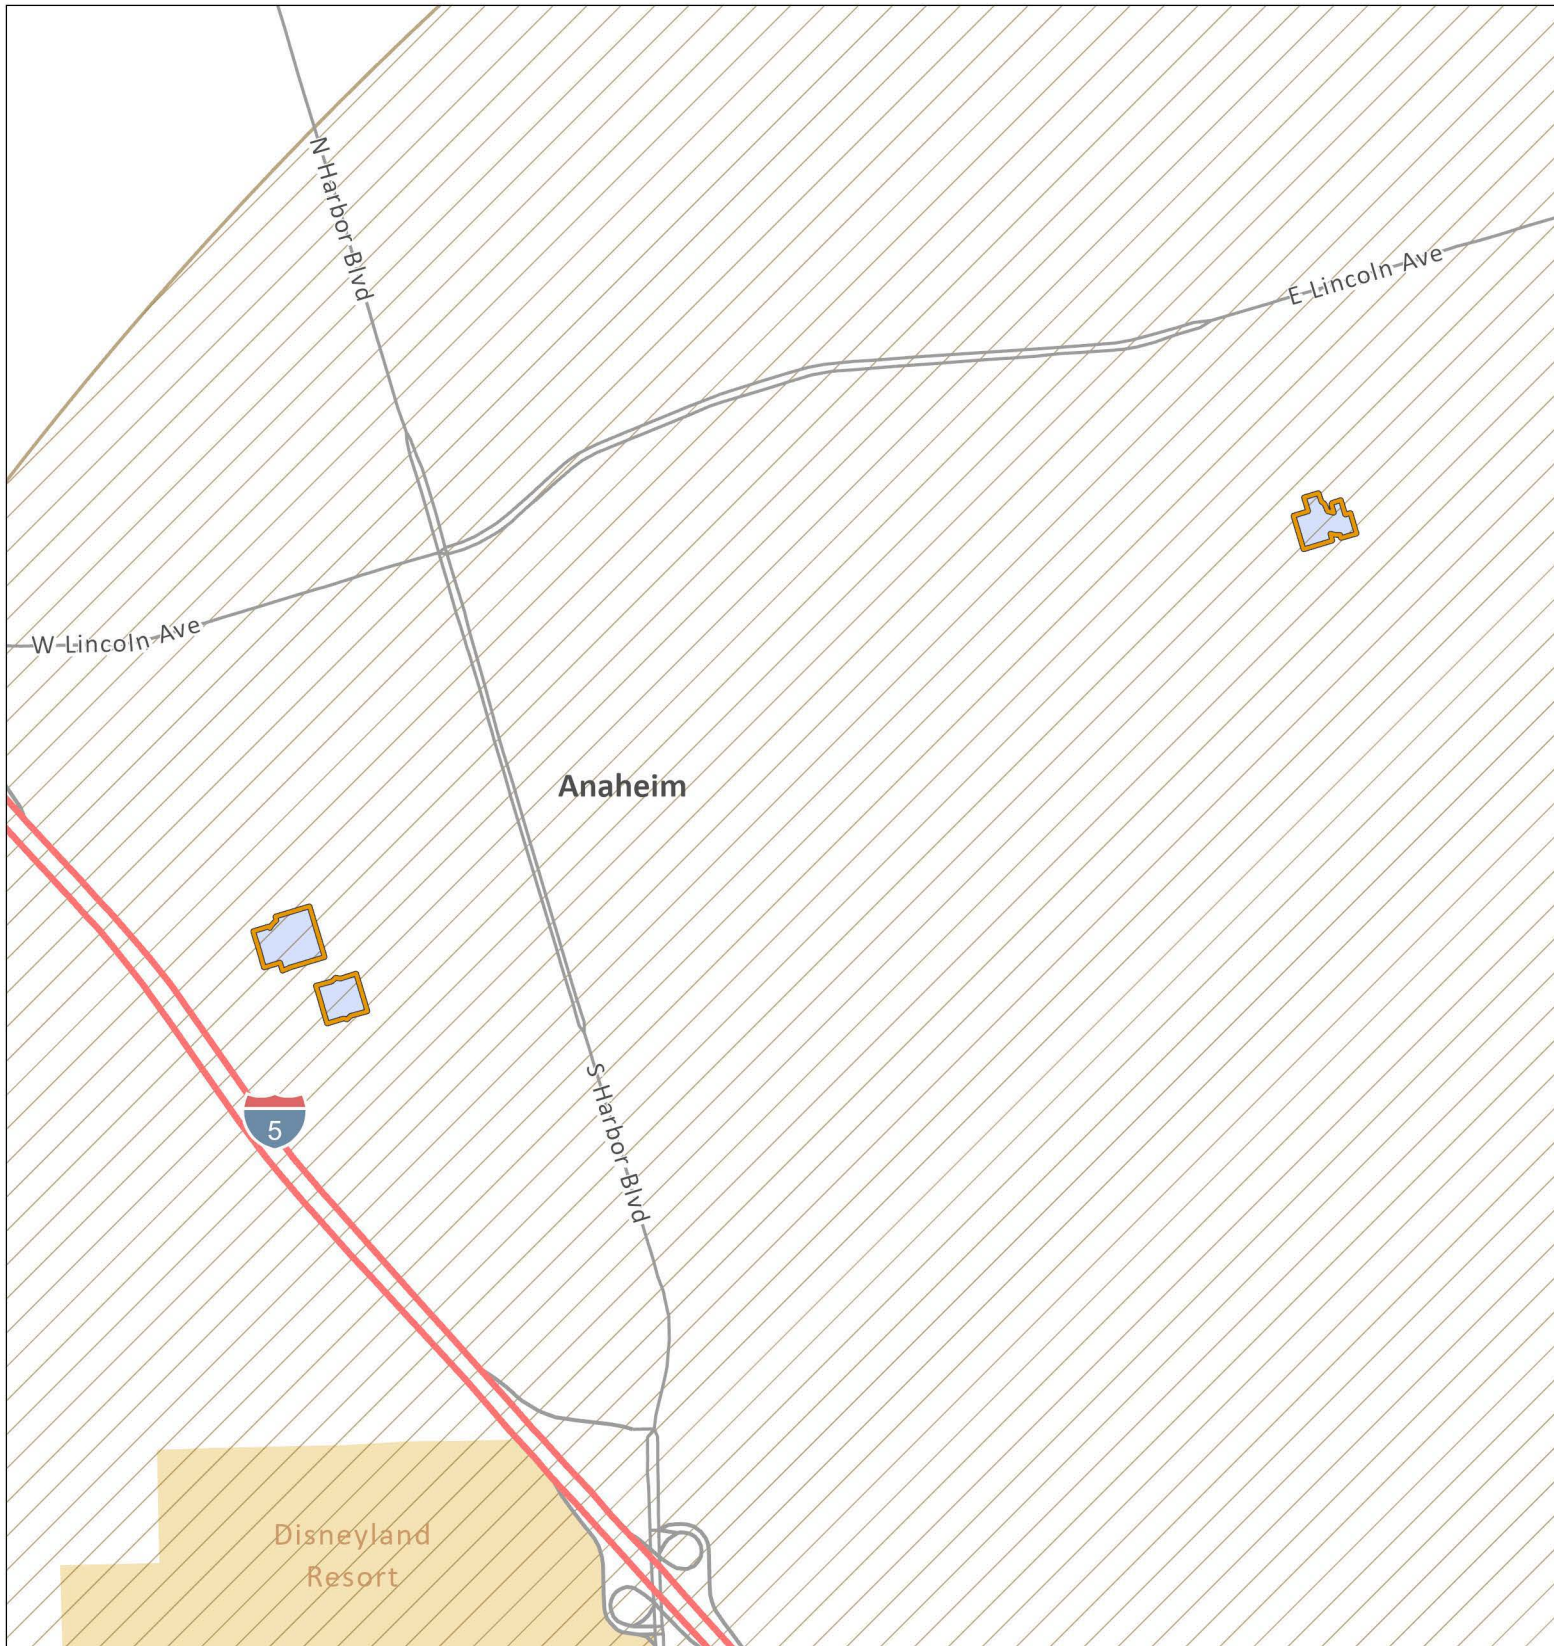 N Harbor Blvd
E Lincoln Ave
W Lincoln Ave
Anaheim
S Harbor Blvd
5
Disneyland
Resort